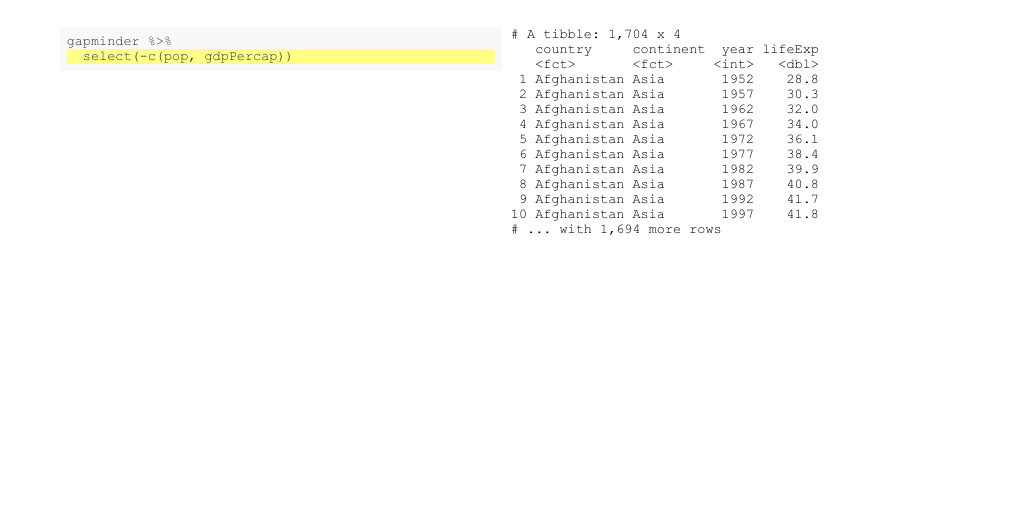 gapminder %>%
  select(-c(pop, gdpPercap))
# A tibble: 1,704 x 4
   country     continent  year lifeExp
   <fct>       <fct>     <int>   <dbl>
 1 Afghanistan Asia       1952    28.8
 2 Afghanistan Asia       1957    30.3
 3 Afghanistan Asia       1962    32.0
 4 Afghanistan Asia       1967    34.0
 5 Afghanistan Asia       1972    36.1
 6 Afghanistan Asia       1977    38.4
 7 Afghanistan Asia       1982    39.9
 8 Afghanistan Asia       1987    40.8
 9 Afghanistan Asia       1992    41.7
10 Afghanistan Asia       1997    41.8
# ... with 1,694 more rows